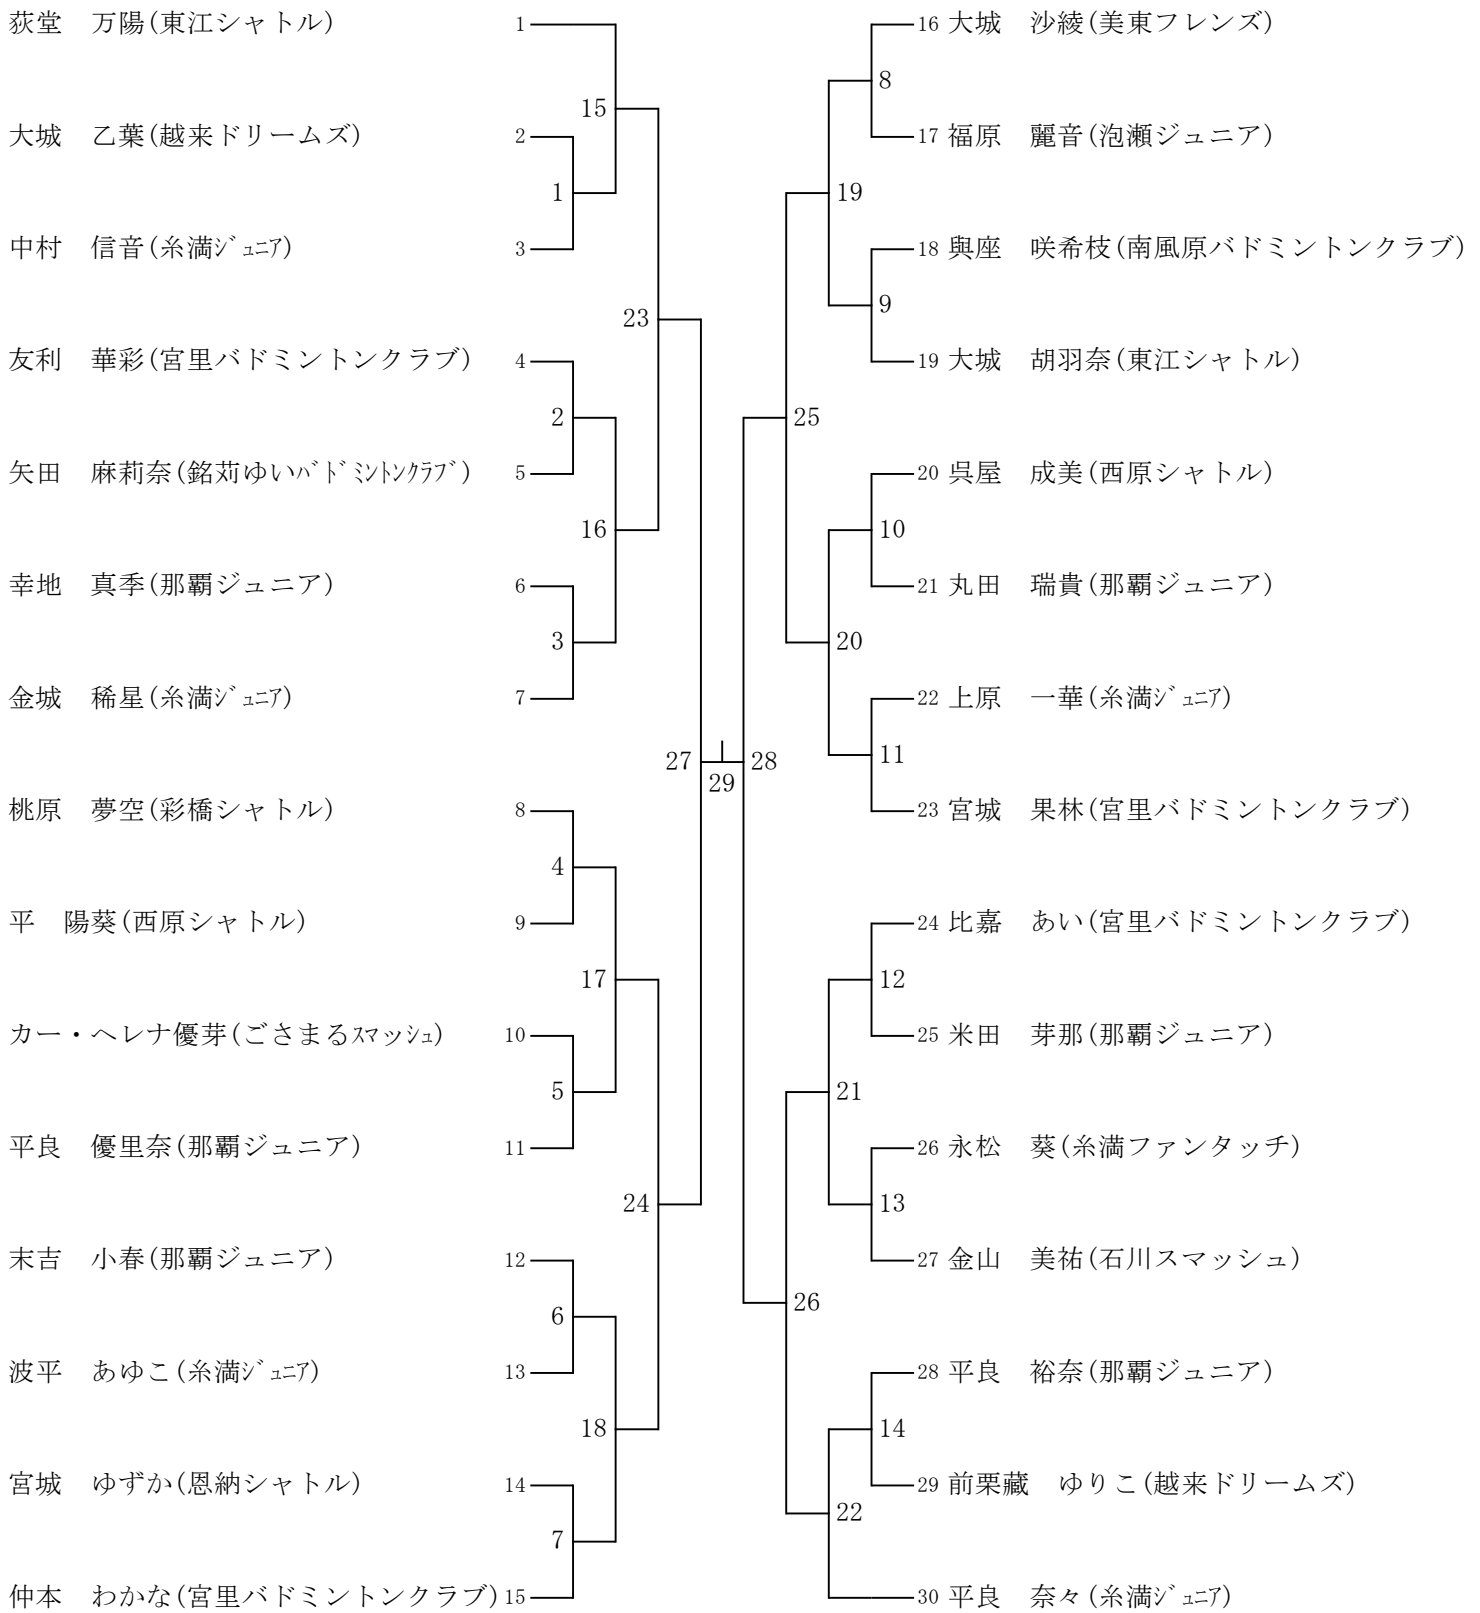 荻堂　万陽(東江シャトル) 1
15
大城　乙葉(越来ドリームズ) 2
1
中村　信音(糸満ｼﾞｭﾆｱ) 3
23
友利　華彩(宮里バドミントンクラブ) 4
2
矢田　麻莉奈(銘苅ゆいﾊﾞﾄﾞﾐﾝﾄﾝｸﾗﾌﾞ) 5
16
幸地　真季(那覇ジュニア) 6
3
金城　稀星(糸満ｼﾞｭﾆｱ) 7
27
29
桃原　夢空(彩橋シャトル) 8
4
平　陽葵(西原シャトル) 9
17
カー・ヘレナ優芽(ごさまるｽﾏｯｼｭ) 10
5
平良　優里奈(那覇ジュニア) 11
24
末吉　小春(那覇ジュニア) 12
6
波平　あゆこ(糸満ｼﾞｭﾆｱ) 13
18
宮城　ゆずか(恩納シャトル) 14
7
仲本　わかな(宮里バドミントンクラブ) 15
16 大城　沙綾(美東フレンズ)
8
17 福原　麗音(泡瀬ジュニア)
19
18 與座　咲希枝(南風原バドミントンクラブ)
9
19 大城　胡羽奈(東江シャトル)
25
20 呉屋　成美(西原シャトル)
10
21 丸田　瑞貴(那覇ジュニア)
20
22 上原　一華(糸満ｼﾞｭﾆｱ)
11
28
23 宮城　果林(宮里バドミントンクラブ)
24 比嘉　あい(宮里バドミントンクラブ)
12
25 米田　芽那(那覇ジュニア)
21
26 永松　葵(糸満ファンタッチ)
13
27 金山　美祐(石川スマッシュ)
26
28 平良　裕奈(那覇ジュニア)
14
29 前栗藏　ゆりこ(越来ドリームズ)
22
30 平良　奈々(糸満ｼﾞｭﾆｱ)